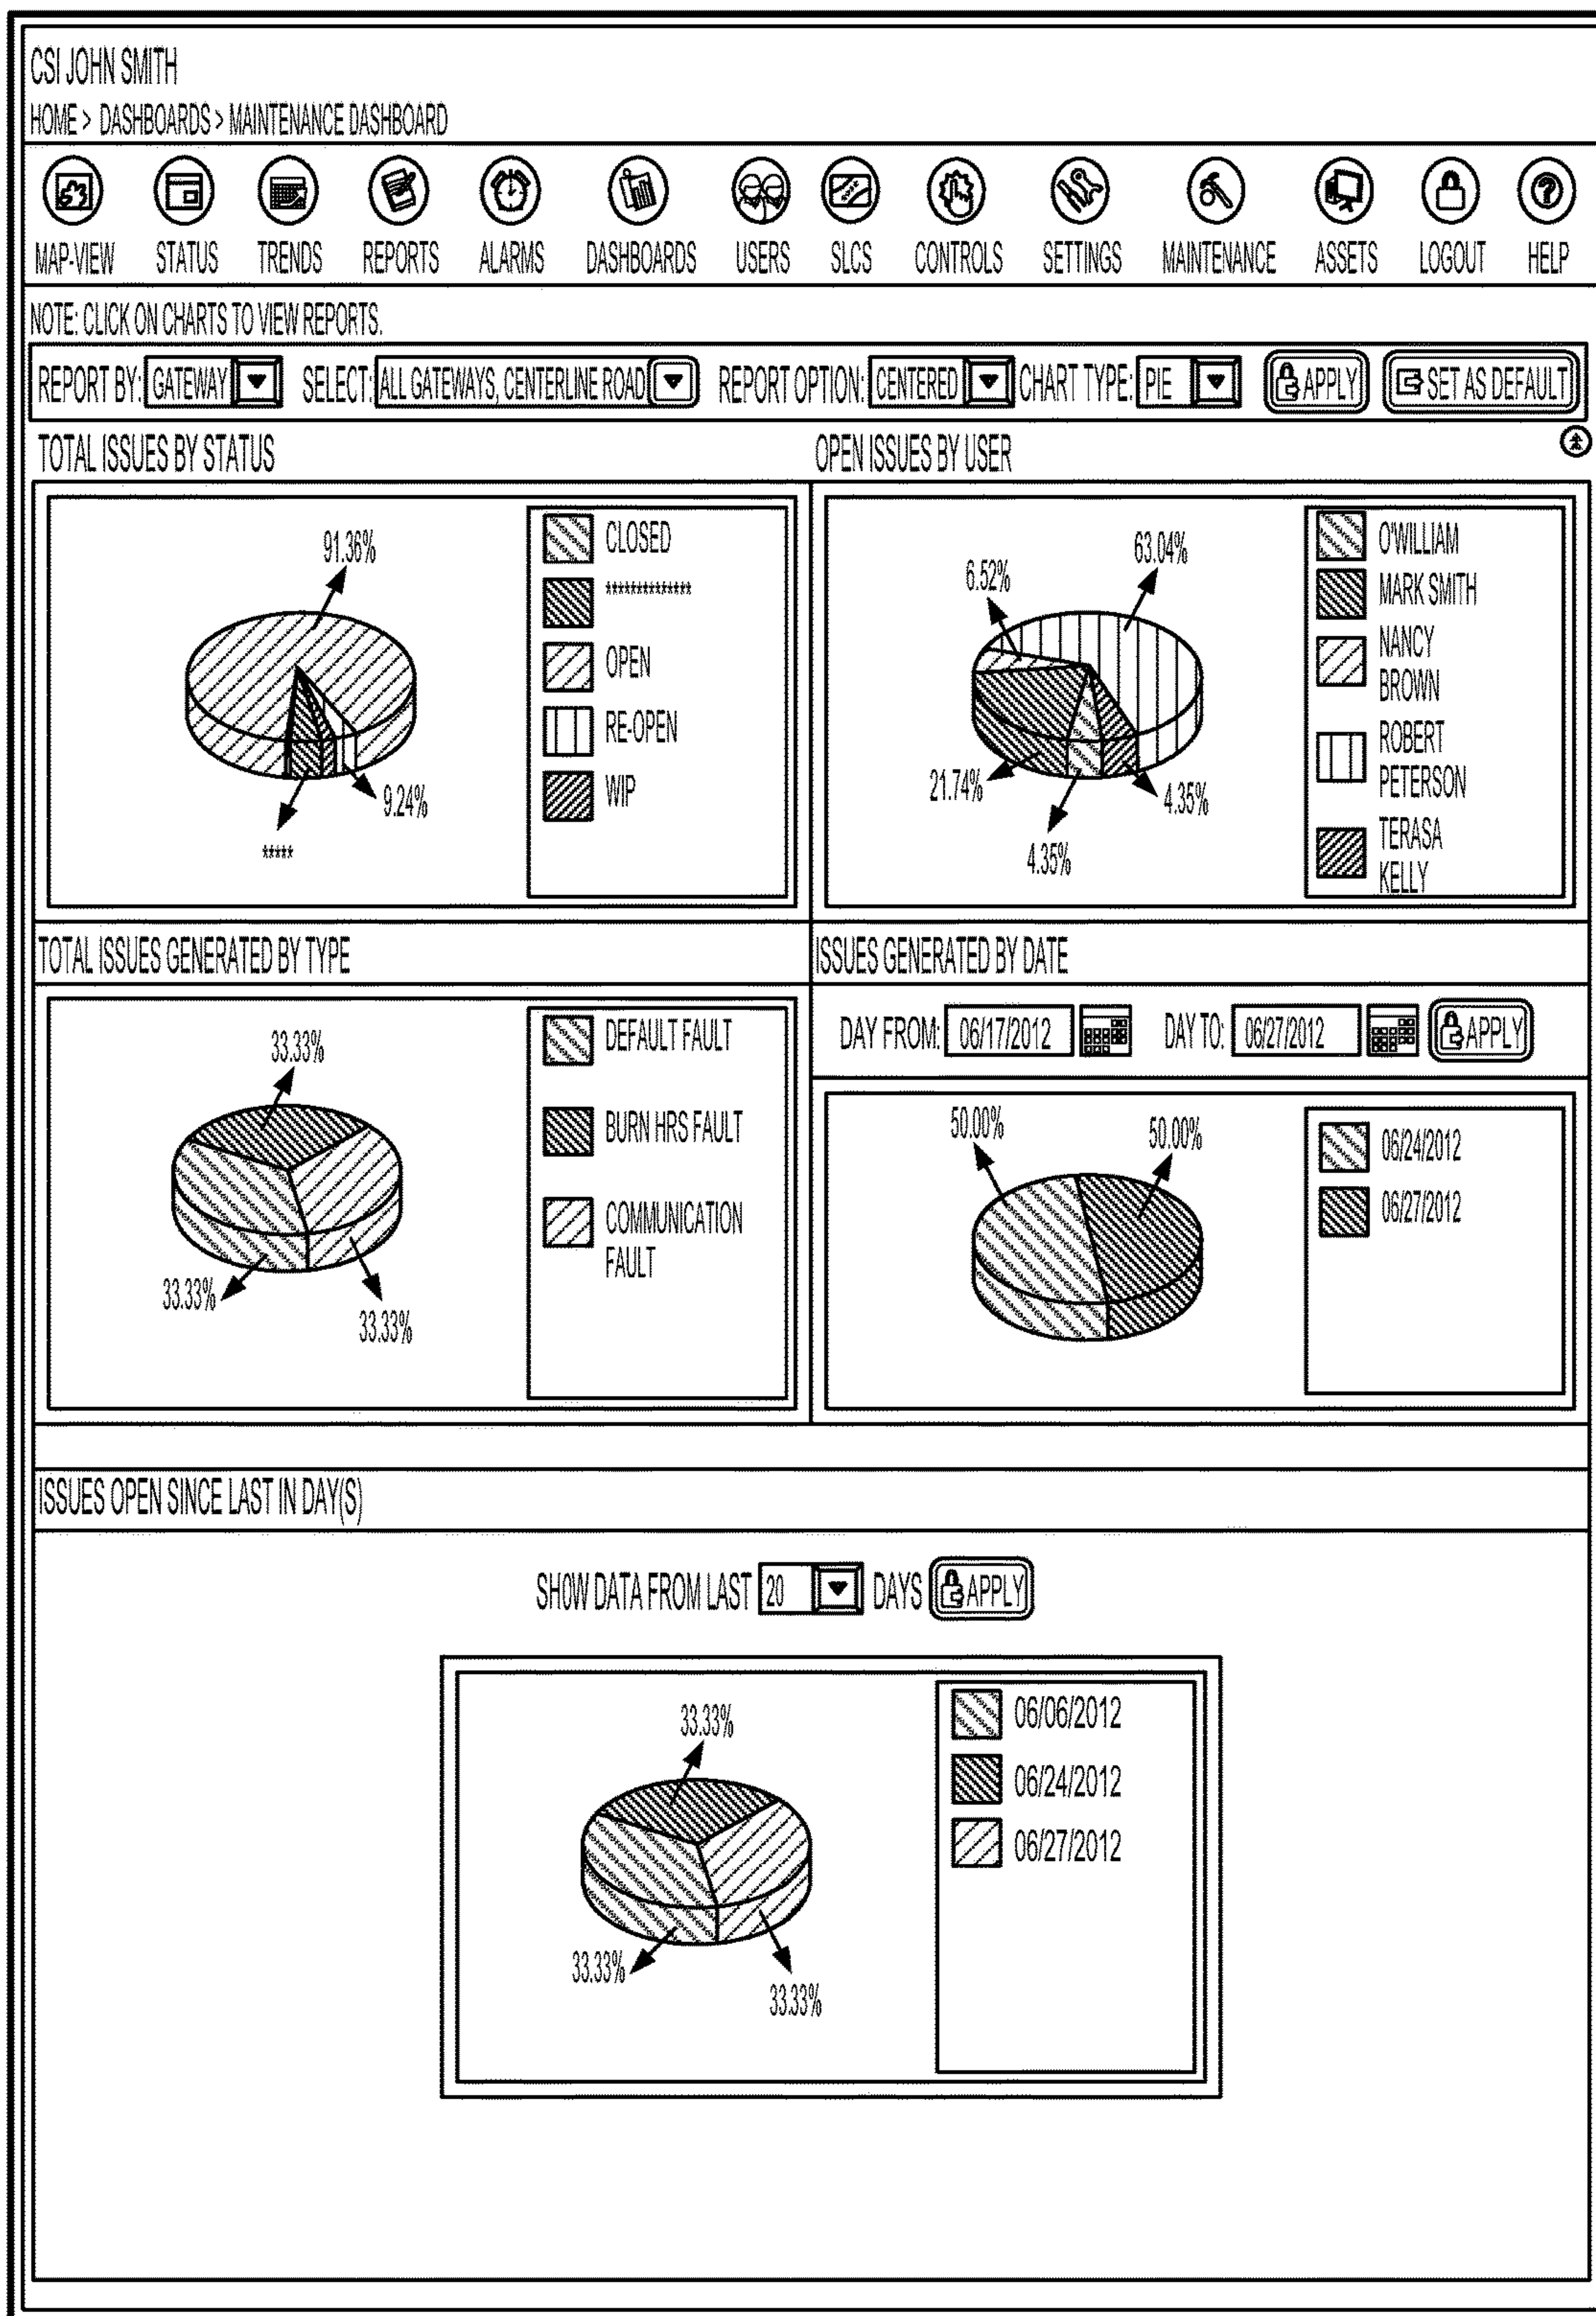 CSI JOHN SMITH
HOME > DASHBOARDS > MAINTENANCE DASHBOARD
MAP-VIEW STATUS TRENDS REPORTS ALARMS DASHBOARDS USERS SLCS CONTROLS SETTINGS MAINTENANCE ASSETS LOGOUT HELP
NOTE: CLICK ON CHARTS TO VIEW REPORTS.
REPORT BY: GATEWAY SELECT: ALL GATEWAYS, CENTERLINE ROAD REPORT OPTION: CENTERED CHART TYPE: PIE APPLY SET AS DEFAULT
TOTAL ISSUES BY STATUS
91.36%
9.24%
*****
CLOSED
**************
OPEN
RE-OPEN
WIP
OPEN ISSUES BY USER
6.52%
63.04%
21.74%
4.35%
4.35%
O'WILLIAM
MARK SMITH
NANCY
BROWN
ROBERT
PETERSON
TERASA
KELLY
TOTAL ISSUES GENERATED BY TYPE
33.33%
33.33%
33.33%
DEFAULT FAULT
BURN HRS FAULT
COMMUNICATION
FAULT
ISSUES GENERATED BY DATE
DAY FROM: 06/17/2012 DAY TO: 06/27/2012 APPLY
50.00%
50.00%
06/24/2012
06/27/2012
ISSUES OPEN SINCE LAST IN DAY(S)
SHOW DATA FROM LAST 20 DAYS APPLY
33.33%
33.33%
33.33%
06/06/2012
06/24/2012
06/27/2012